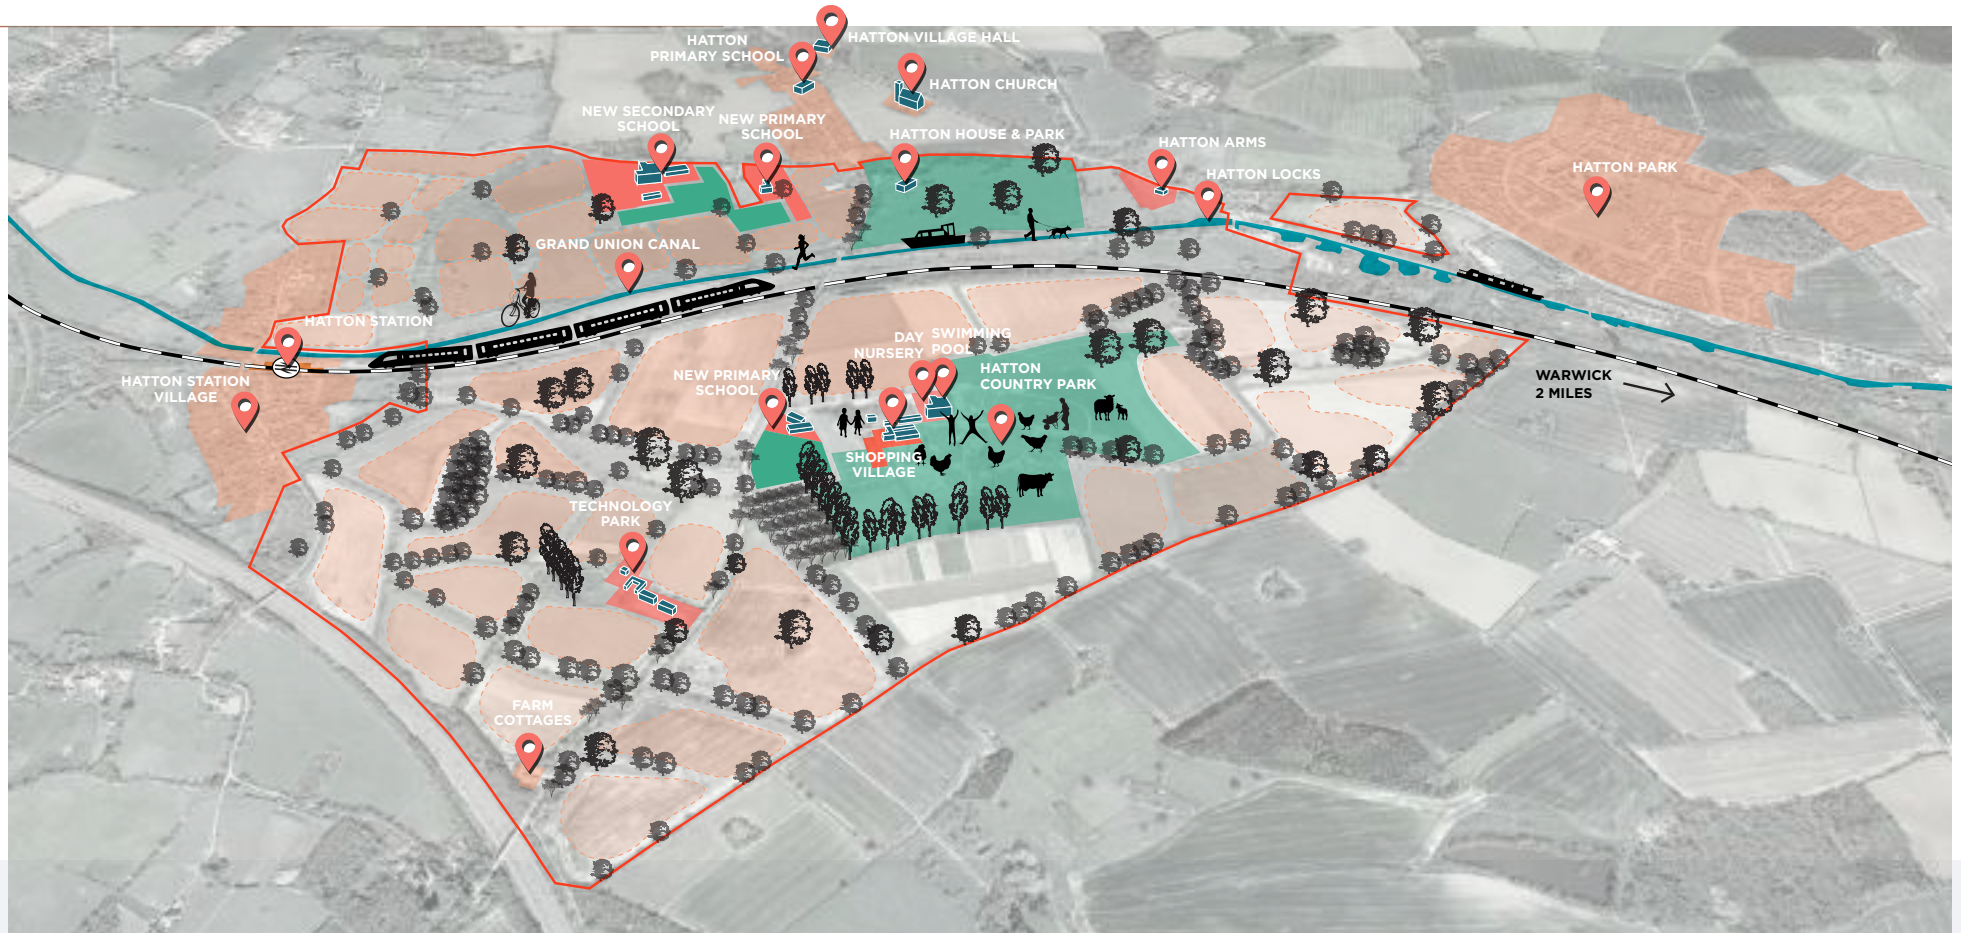 HATTON VILLAGE HALL
HATTON
PRIMARY SCHOOL
HATTON CHURCH
NEW SECONDARY
SCHOOL
NEW PRIMARY
SCHOOL
HATTON HOUSE & PARK
HATTON ARMS
HATTON LOCKS
HATTON PARK
GRAND UNION CANAL
HATTON STATION
HATTON STATION
VILLAGE
DAY
NURSERY
SWIMMING
POOL
NEW PRIMARY
SCHOOL
HATTON
COUNTRY PARK
WARWICK
2 MILES
SHOPPING
VILLAGE
TECHNOLOGY
PARK
FARM
COTTAGES